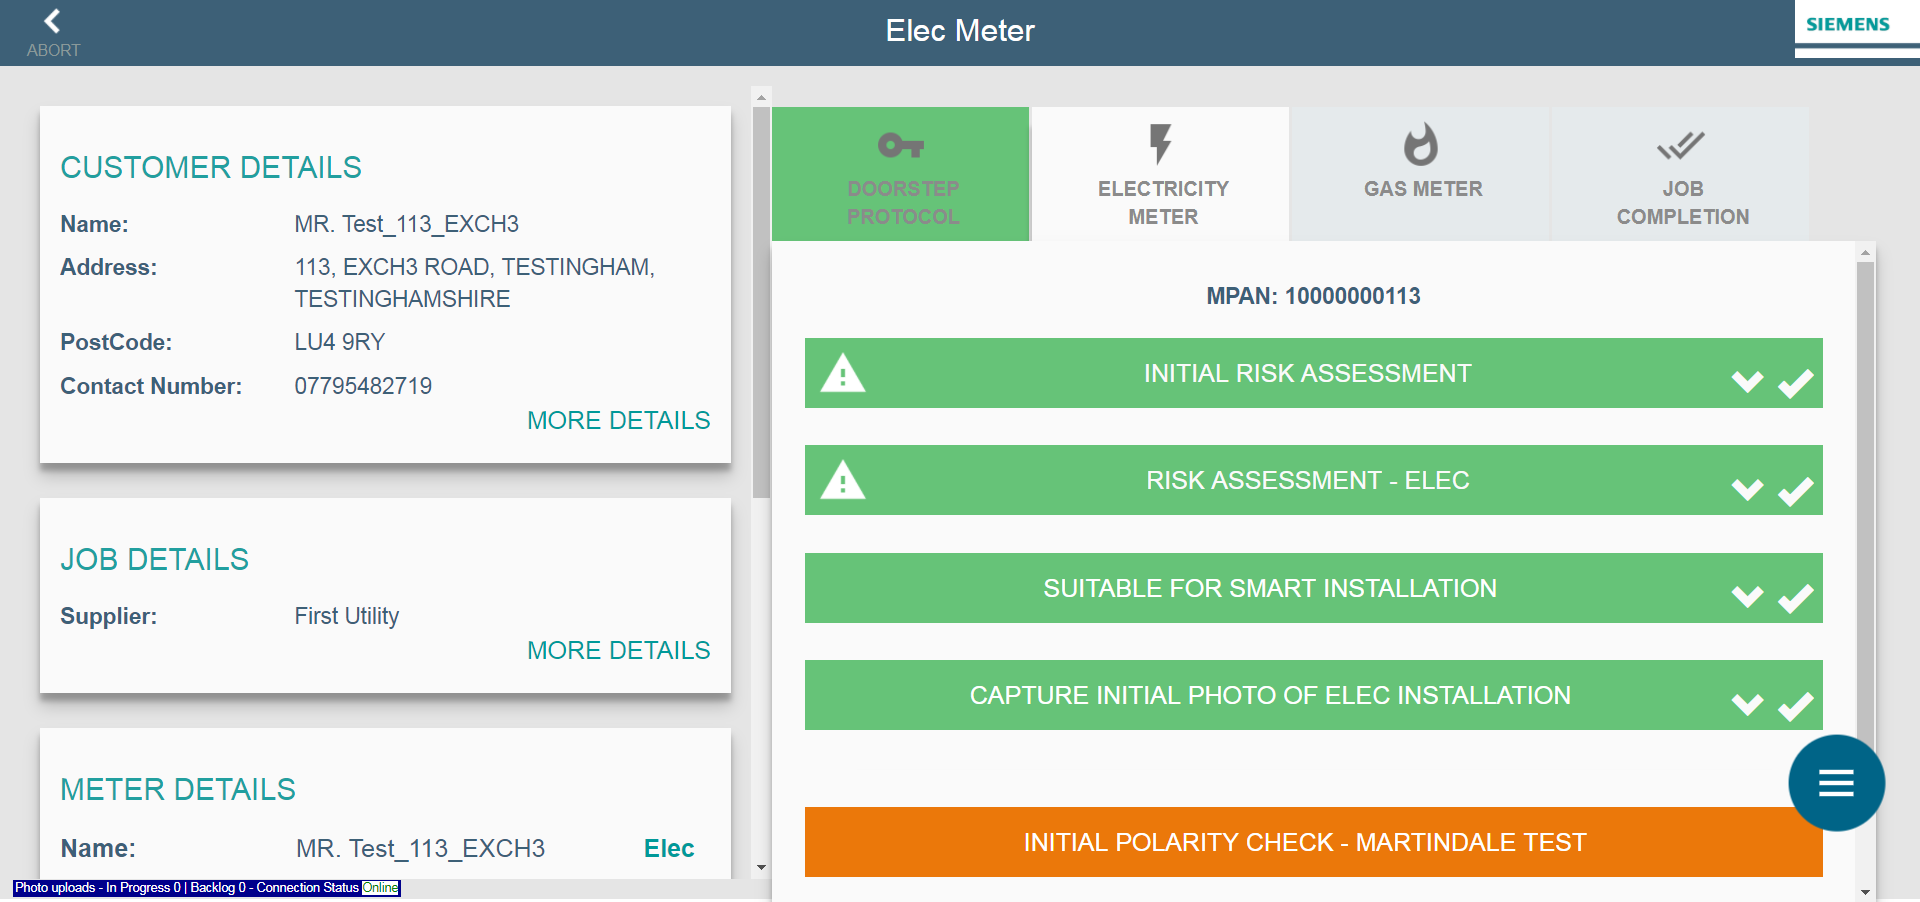 ABORT
Elec Meter
SIEMENS
CUSTOMER DETAILS
Name: MR. Test_113_EXCH3
Address: 113, EXCH3 ROAD, TESTINGHAM,
TESTINGHAMSHIRE
PostCode: LU4 9RY
Contact Number: 07795482719
MORE DETAILS
JOB DETAILS
Supplier: First Utility
MORE DETAILS
METER DETAILS
Name: MR. Test_113_EXCH3 Elec
Photo uploads - In Progress 0 | Backlog 0 - Connection Status Online
DOORSTEP
PROTOCOL
ELECTRICITY
METER
GAS METER
JOB
COMPLETION
MPAN: 10000000113
INITIAL RISK ASSESSMENT
RISK ASSESSMENT - ELEC
SUITABLE FOR SMART INSTALLATION
CAPTURE INITIAL PHOTO OF ELEC INSTALLATION
INITIAL POLARITY CHECK - MARTINDALE TEST